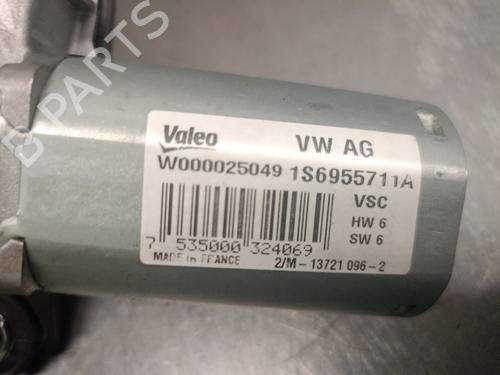 Valeo VW AG
W000025049 1S6955711A
VSC
HW 6
SW 6
7 535000 324069
MADE IN FRANCE 2/M-13721 096-2
B-PARTS